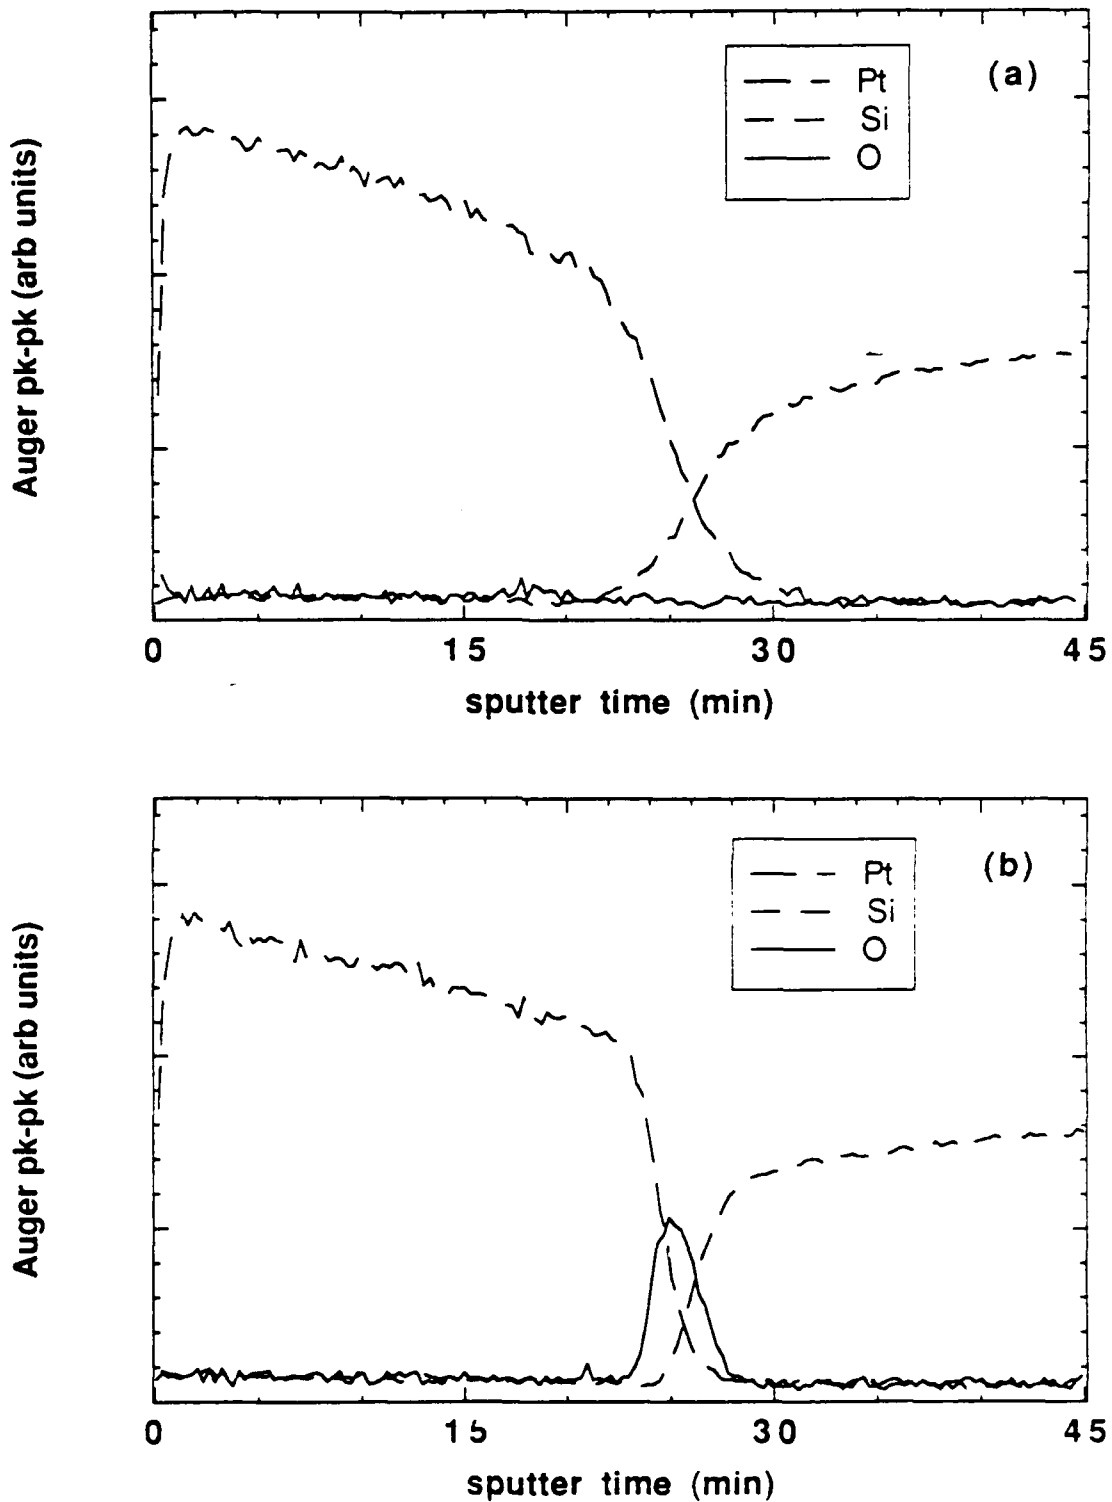 (a)
Pt
Si
O
Auger pk-pk (arb units)
0 15 30 45
sputter time (min)
(b)
Pt
Si
O
Auger pk-pk (arb units)
0 15 30 45
sputter time (min)